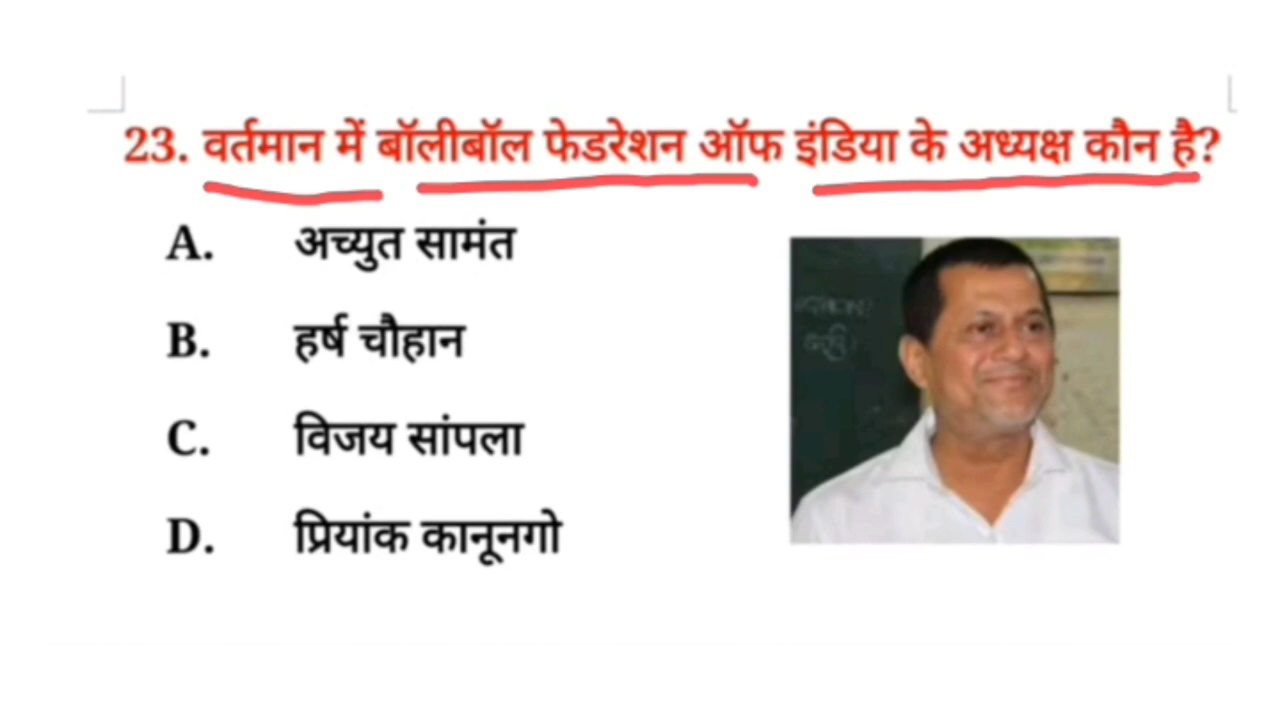 23. वर्तमान में बॉलीबॉल फेडरेशन ऑफ इंडिया के अध्यक्ष कौन है?
A. अच्युत सामंत
B. हर्ष चौहान
C. विजय सांपला
D. प्रियांक कानूनगो